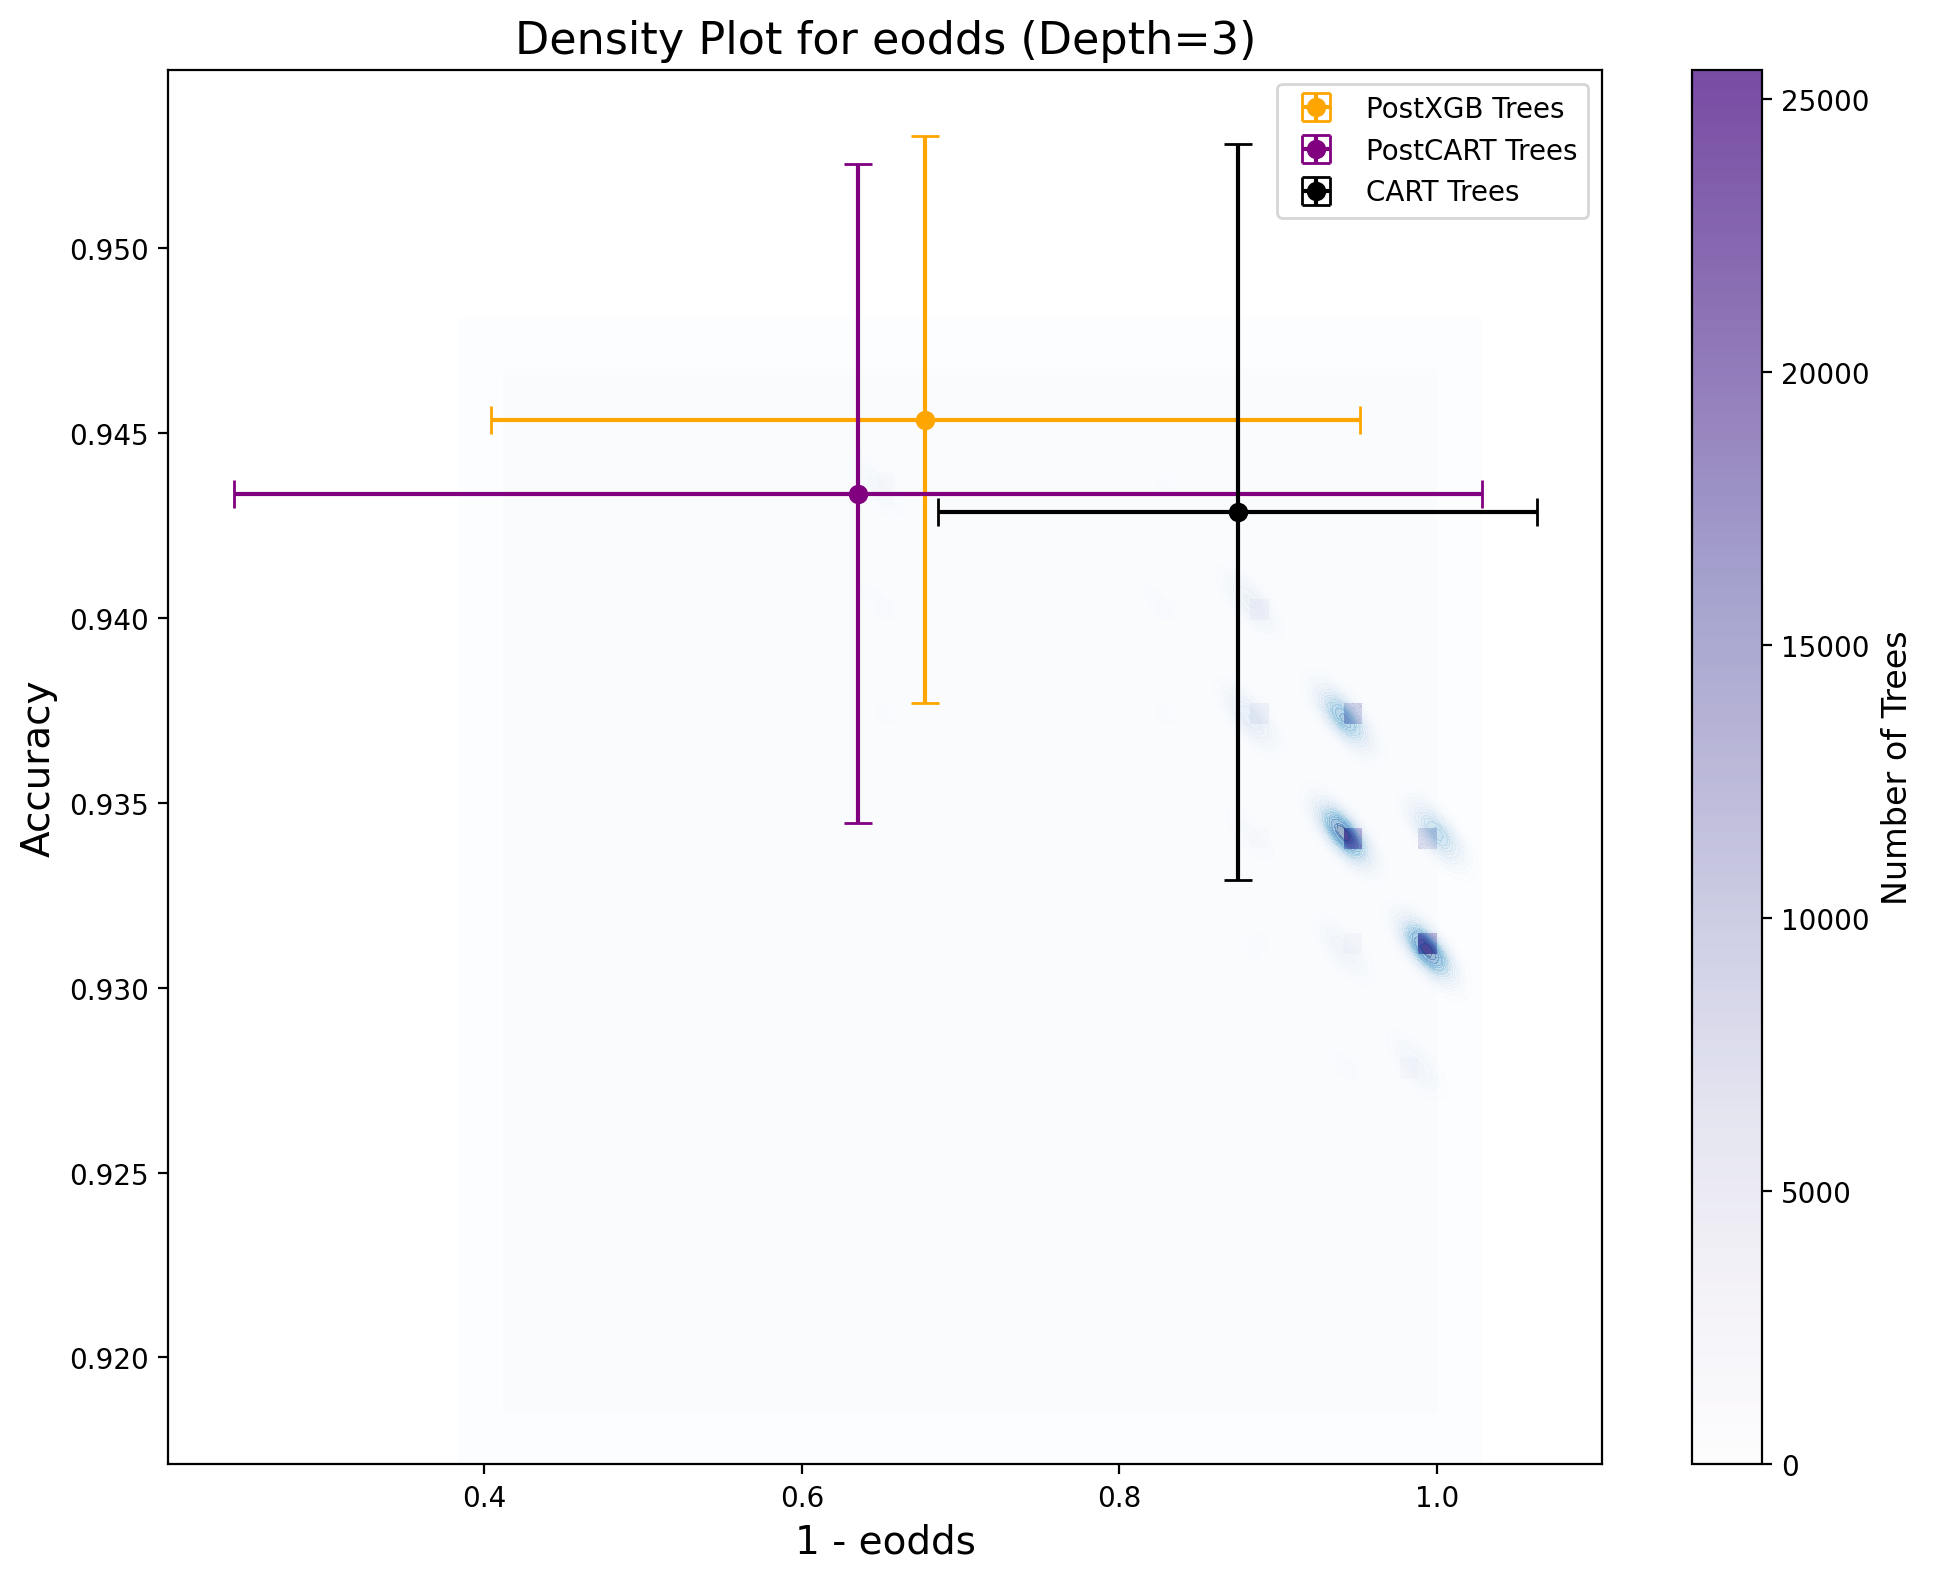 Density Plot for eodds (Depth=3)
PostXGB Trees
PostCART Trees
CART Trees
0.950
0.945
0.940
0.935
0.930
0.925
0.920
Accuracy
0.4 0.6 0.8 1.0
1 - eodds
25000
20000
15000
10000
5000
0
Number of Trees